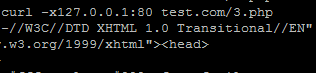 curl -x127.0.0.1:80 test.com/3.php
-//W3C//DTD XHTML 1.0 Transitional//EN"
w.w3.org/1999/xhtml"><head>